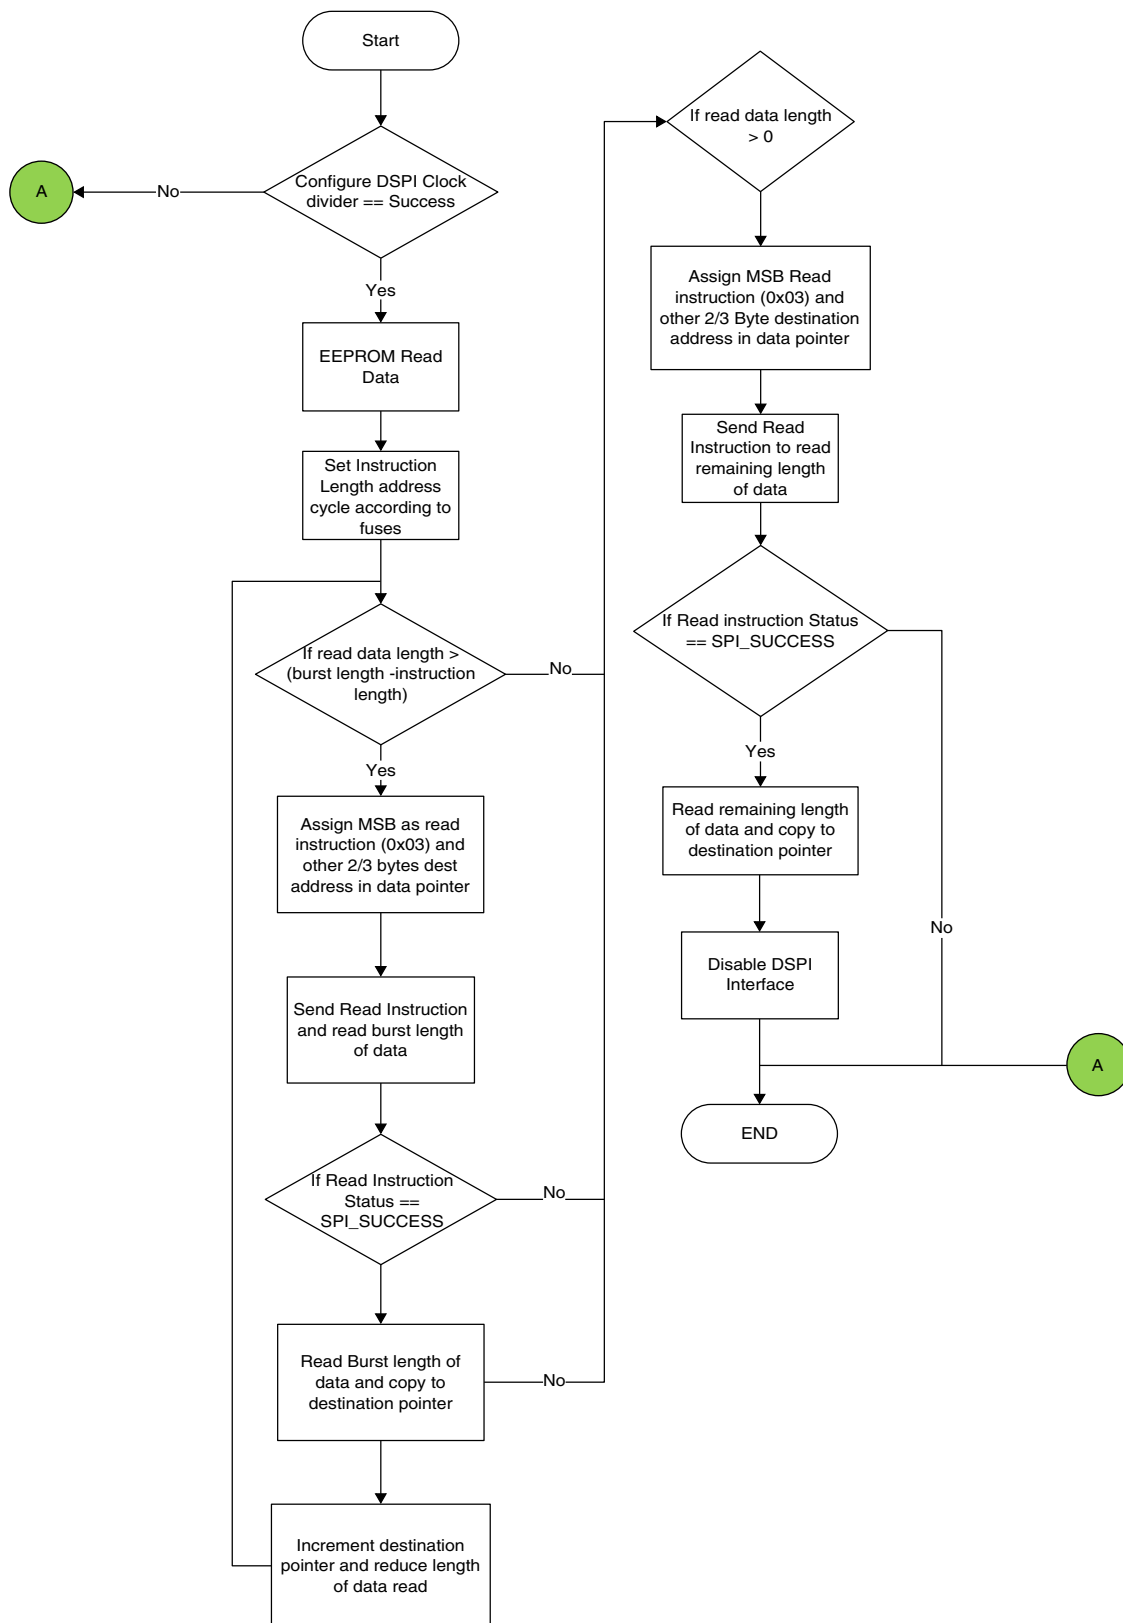 Start
Configure DSPI Clock
divider == Success
No
A
Yes
EEPROM Read
Data
Set Instruction
Length address
cycle according to
fuses
If read data length >
(burst length -instruction
length)
No
Yes
Assign MSB as read
instruction (0x03) and
other 2/3 bytes dest
address in data pointer
Send Read Instruction
and read burst length
of data
If Read Instruction
Status ==
SPI_SUCCESS
No
Read Burst length of
data and copy to
destination pointer
No
Increment destination
pointer and reduce length
of data read
If read data length
> 0
Assign MSB Read
instruction (0x03) and
other 2/3 Byte destination
address in data pointer
Send Read
Instruction to read
remaining length
of data
If Read instruction Status
== SPI_SUCCESS
Yes
Read remaining length
of data and copy to
destination pointer
No
Disable DSPI
Interface
A
END